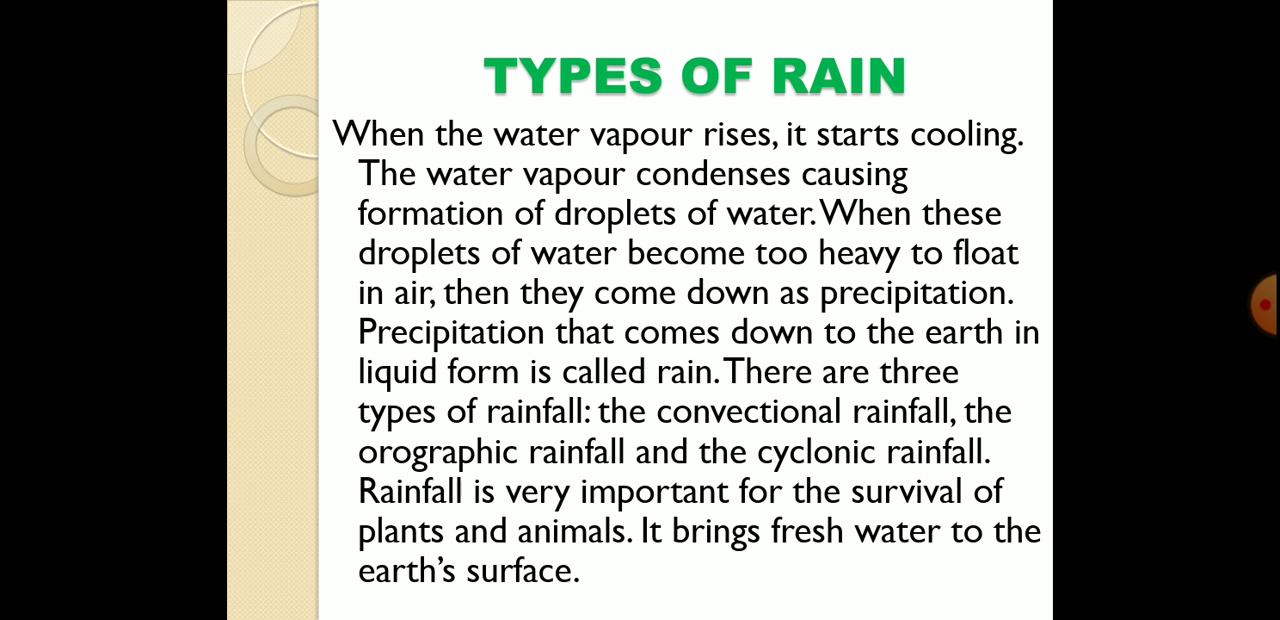 TYPES OF RAIN
When the water vapour rises, it starts cooling.
The water vapour condenses causing
formation of droplets of water. When these
droplets of water become too heavy to float
in air, then they come down as precipitation.
Precipitation that comes down to the earth in
liquid form is called rain. There are three
types of rainfall: the convectional rainfall, the
orographic rainfall and the cyclonic rainfall.
Rainfall is very important for the survival of
plants and animals. It brings fresh water to the
earth’s surface.